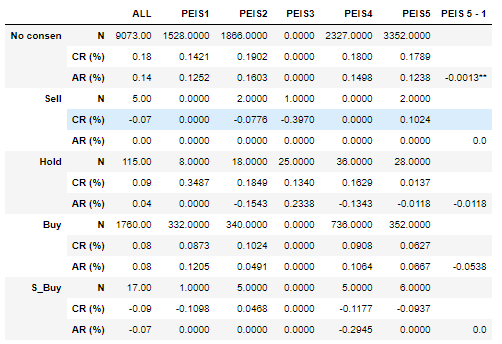 ALL PEIS1 PEIS2 PEIS3 PEIS4 PEIS5 PEIS 5 - 1
No consen N 9073.00 1528.0000 1866.0000 0.0000 2327.0000 3352.0000
CR (%) 0.18 0.1421 0.1902 0.0000 0.1800 0.1789
AR (%) 0.14 0.1252 0.1603 0.0000 0.1498 0.1238 -0.0013**
Sell N 5.00 0.0000 2.0000 1.0000 0.0000 2.0000
CR (%) -0.07 0.0000 -0.0776 -0.3970 0.0000 0.1024
AR (%) 0.00 0.0000 0.0000 0.0000 0.0000 0.0000 0.0
Hold N 115.00 8.0000 18.0000 25.0000 36.0000 28.0000
CR (%) 0.09 0.3487 0.1849 0.1340 0.1629 0.0137
AR (%) 0.04 0.0000 -0.1543 0.2338 -0.1343 -0.0118 -0.0118
Buy N 1760.00 332.0000 340.0000 0.0000 736.0000 352.0000
CR (%) 0.08 0.0873 0.1024 0.0000 0.0908 0.0627
AR (%) 0.08 0.1205 0.0491 0.0000 0.1064 0.0667 -0.0538
S_Buy N 17.00 1.0000 5.0000 0.0000 5.0000 6.0000
CR (%) -0.09 -0.1098 0.0468 0.0000 -0.1177 -0.0937
AR (%) -0.07 0.0000 0.0000 0.0000 -0.2945 0.0000 0.0